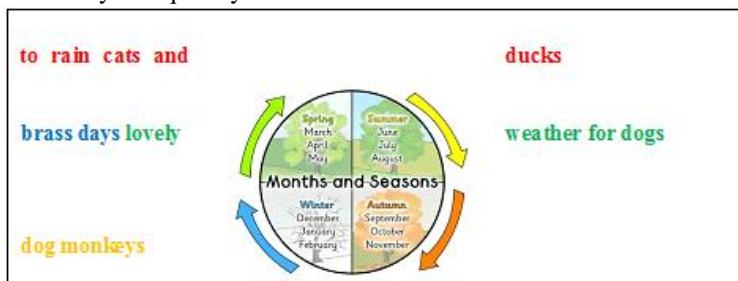 to rain cats and
ducks
brass days lovely
weather for dogs
Spring
March
April
May
Summer
June
July
August
Months and Seasons
Winter
December
January
February
Autumn
September
October
November
dog monkeys